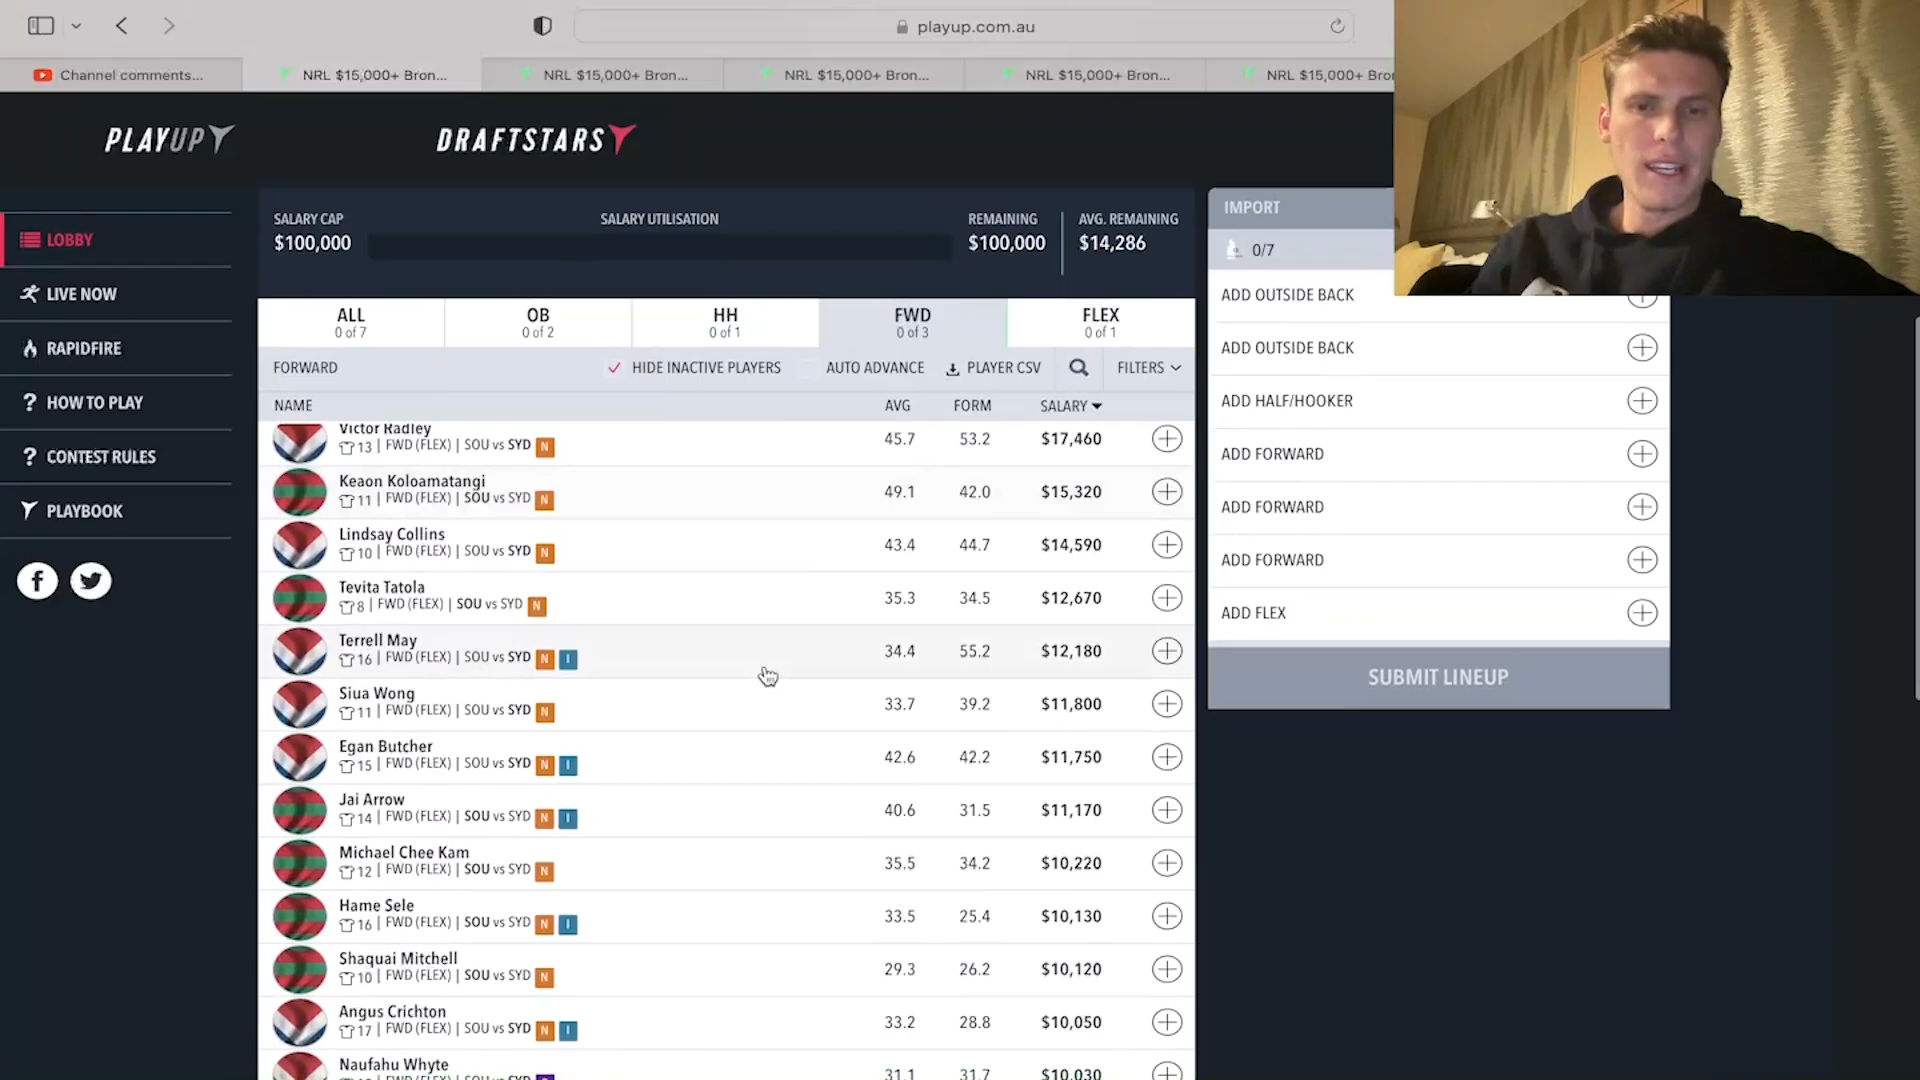 playup.com.au
Channel comments...
NRL $15,000+ Bron...
NRL $15,000+ Bron...
NRL $15,000+ Bron...
NRL $15,000+ Bron...
NRL $15,000+ Bron
PLAYUP
DRAFTSTARS
LOBBY
LIVE NOW
RAPIDFIRE
? HOW TO PLAY
? CONTEST RULES
PLAYBOOK
SALARY CAP
$100,000
SALARY UTILISATION
REMAINING
$100,000
AVG. REMAINING
$14,286
ALL
0 of 7
OB
0 of 2
HH
0 of 1
FWD
0 of 3
FLEX
0 of 1
FORWARD
HIDE INACTIVE PLAYERS
AUTO ADVANCE
PLAYER CSV
FILTERS
NAME AVG FORM SALARY
Victor Radley
13 | FWD (FLEX) | SOU vs SYD N
45.7 53.2 $17,460
Keaon Koloamatangi
11 | FWD (FLEX) | SOU vs SYD N
49.1 42.0 $15,320
Lindsay Collins
10 | FWD (FLEX) | SOU vs SYD N
43.4 44.7 $14,590
Tevita Tatola
8 | FWD (FLEX) | SOU vs SYD N
35.3 34.5 $12,670
Terrell May
16 | FWD (FLEX) | SOU vs SYD N I
34.4 55.2 $12,180
Siua Wong
11 | FWD (FLEX) | SOU vs SYD N
33.7 39.2 $11,800
Egan Butcher
15 | FWD (FLEX) | SOU vs SYD N I
42.6 42.2 $11,750
Jai Arrow
14 | FWD (FLEX) | SOU vs SYD N I
40.6 31.5 $11,170
Michael Chee Kam
12 | FWD (FLEX) | SOU vs SYD N
35.5 34.2 $10,220
Hame Sele
16 | FWD (FLEX) | SOU vs SYD N I
33.5 25.4 $10,130
Shaquai Mitchell
10 | FWD (FLEX) | SOU vs SYD N
29.3 26.2 $10,120
Angus Crichton
17 | FWD (FLEX) | SOU vs SYD N I
33.2 28.8 $10,050
Naufahu Whyte
FWD (FLEX) | SOU vs SYD
31.1 31.7 $10,030
IMPORT
0/7
ADD OUTSIDE BACK
ADD OUTSIDE BACK
ADD HALF/HOOKER
ADD FORWARD
ADD FORWARD
ADD FORWARD
ADD FLEX
SUBMIT LINEUP